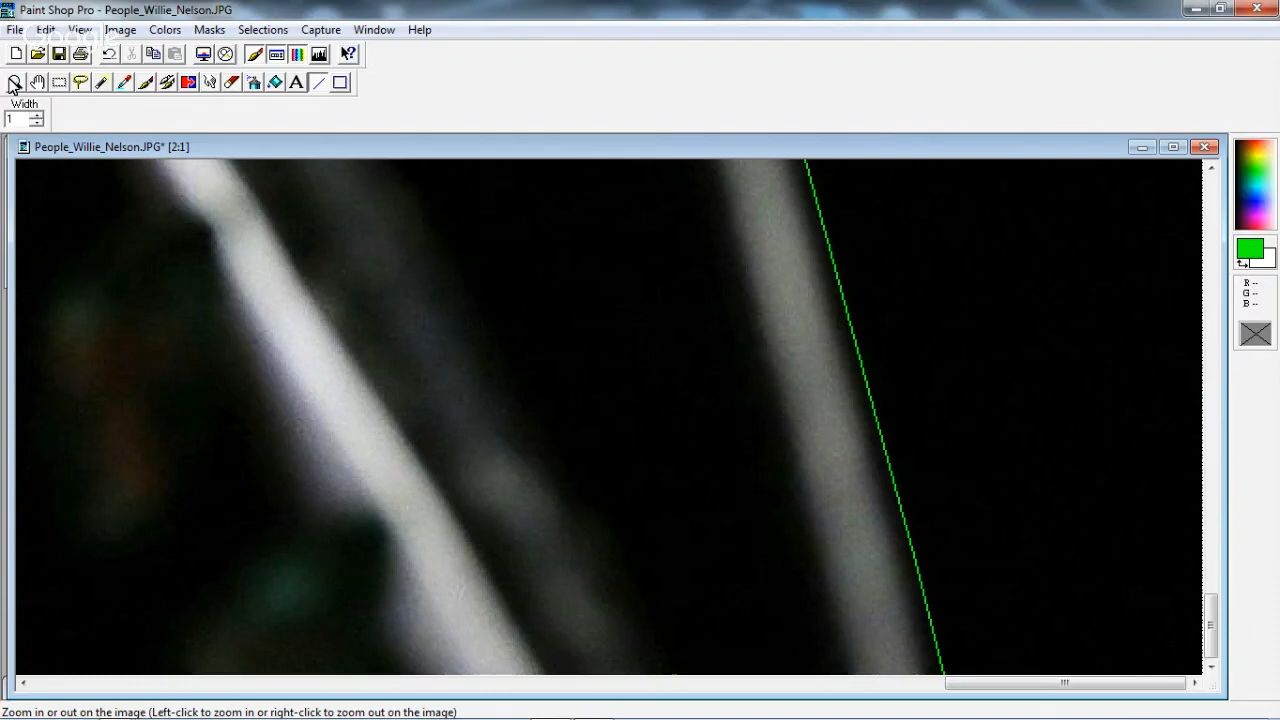 Paint Shop Pro - People_Willie_Nelson.JPG
File Edit View Image Colors Masks Selections Capture Window Help
Google
A
Width
1
People_Willie_Nelson.JPG* [2:1]
R --
G --
B --
Zoom in or out on the image (Left-click to zoom in or right-click to zoom out on the image)